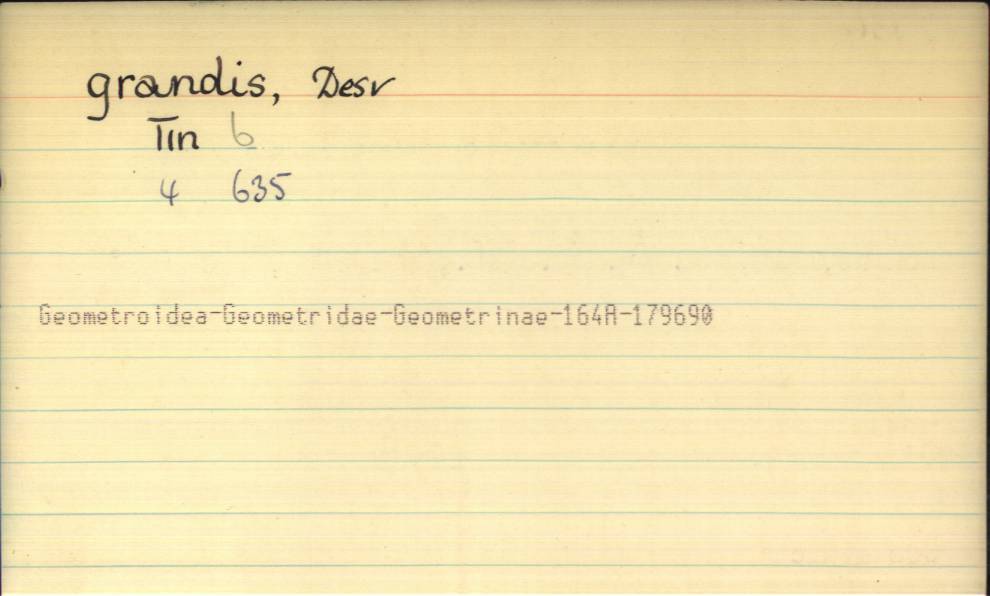 grandis, Desv
Tin 6
4 635
Geometroidea-Geometridae-Geometrinae-164A-179690